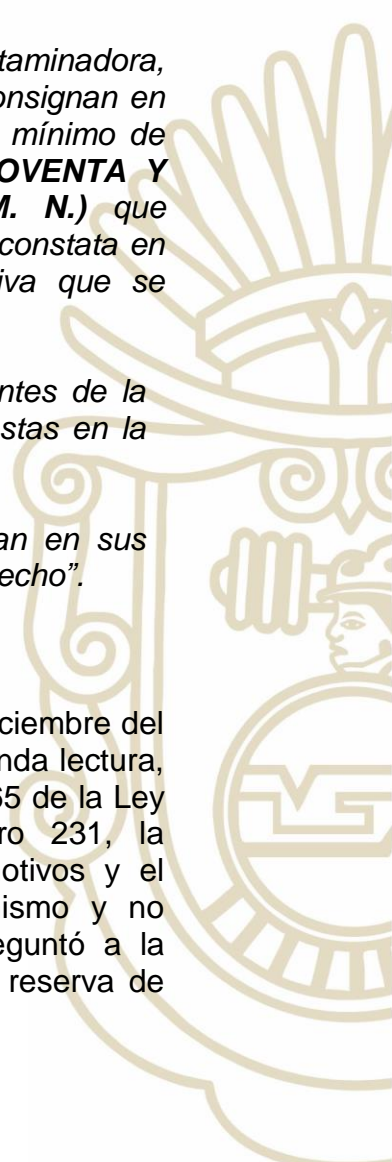 taminadora,
onsignan en
mínimo de
OVENTA Y
M. N.) que
constata en
iva que se
ntes de la
stas en la
an en sus
echo”.
ciembre del
nda lectura,
65 de la Ley
ro 231, la
otivos y el
ismo y no
eguntó a la
reserva de